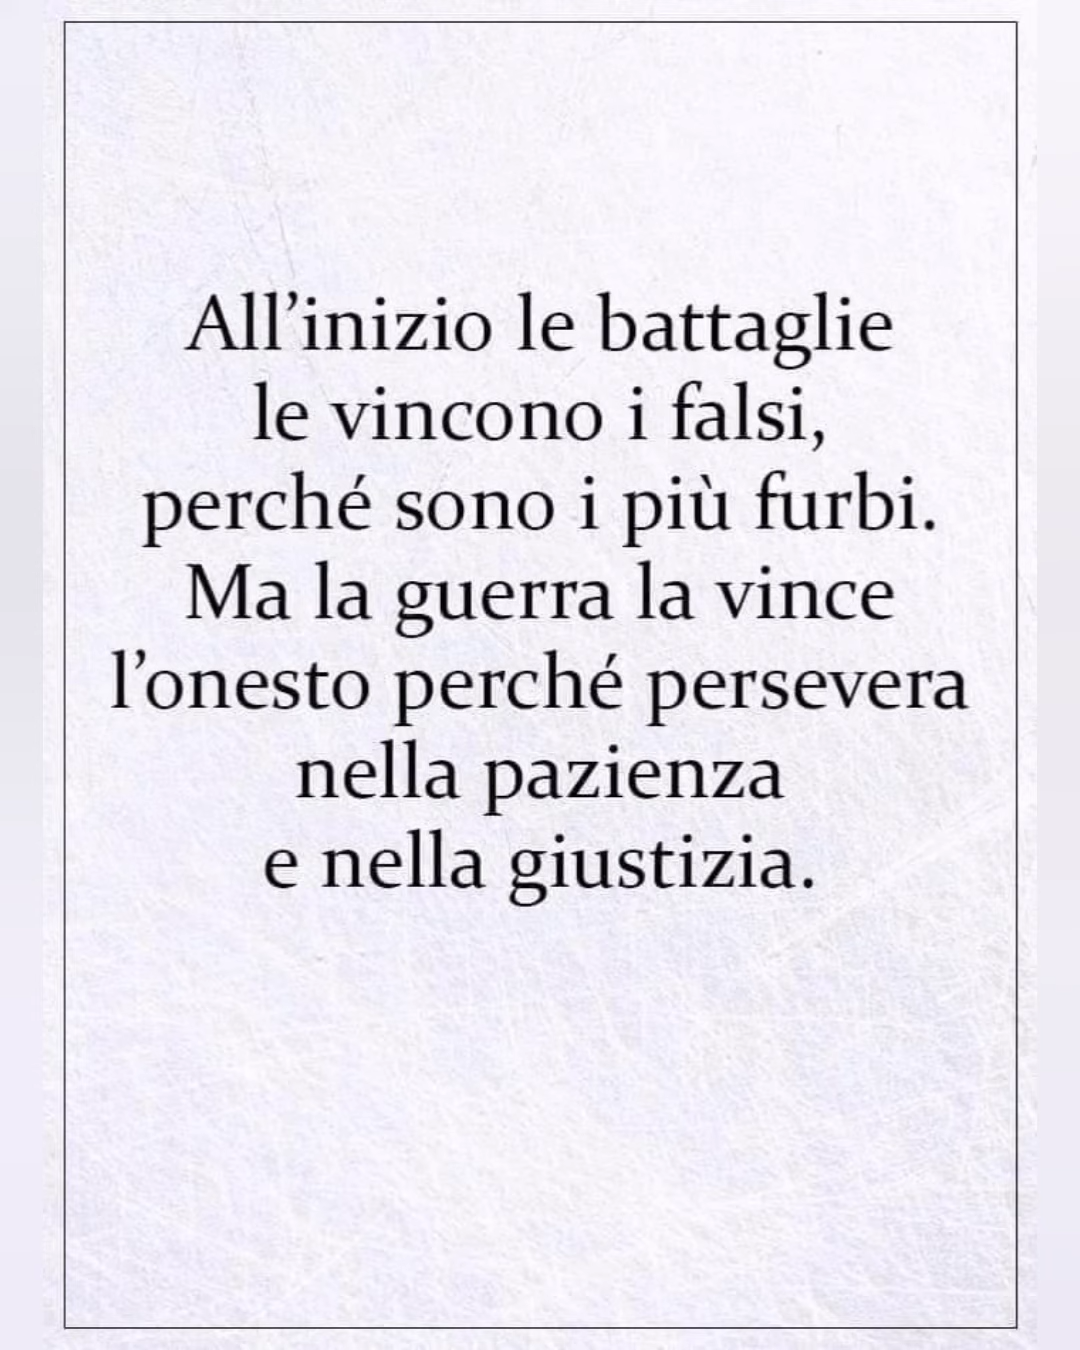 All’inizio le battaglie
le vincono i falsi,
perché sono i più furbi.
Ma la guerra la vince
l’onesto perché persevera
nella pazienza
e nella giustizia.